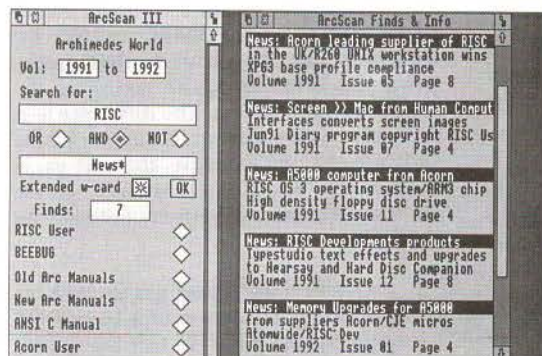 ArcScan III
Archimedes World
Vol: 1991 to 1992
Search for:
RISC
OR AND NOT
News*
Extended w-card OK
Finds: 7
RISC User
BEEBUG
Old Arc Manuals
New Arc Manuals
ANSI C Manual
Acorn User
ArcScan Finds & Info
News: Acorn leading supplier of RISC
in the UK/R260 UNIX workstation wins
XPG3 base profile compliance
Volume 1991 Issue 05 Page 8
News: Screen >> Mac from Human Comput
Interfaces converts screen images
Jun91 Diary program copyright RISC Us
Volume 1991 Issue 07 Page 4
News: A5000 computer from Acorn
RISC OS 3 operating system/ARM3 chip
High density floppy disc drive
Volume 1991 Issue 11 Page 4
News: RISC Developments products
Typestudio text effects and upgrades
to Hearsay and Hard Disc Companion
Volume 1991 Issue 12 Page 8
News: Memory Upgrades for A5000
from suppliers Acorn/CJE micros
Atomwide/RISC Dev
Volume 1992 Issue 01 Page 4